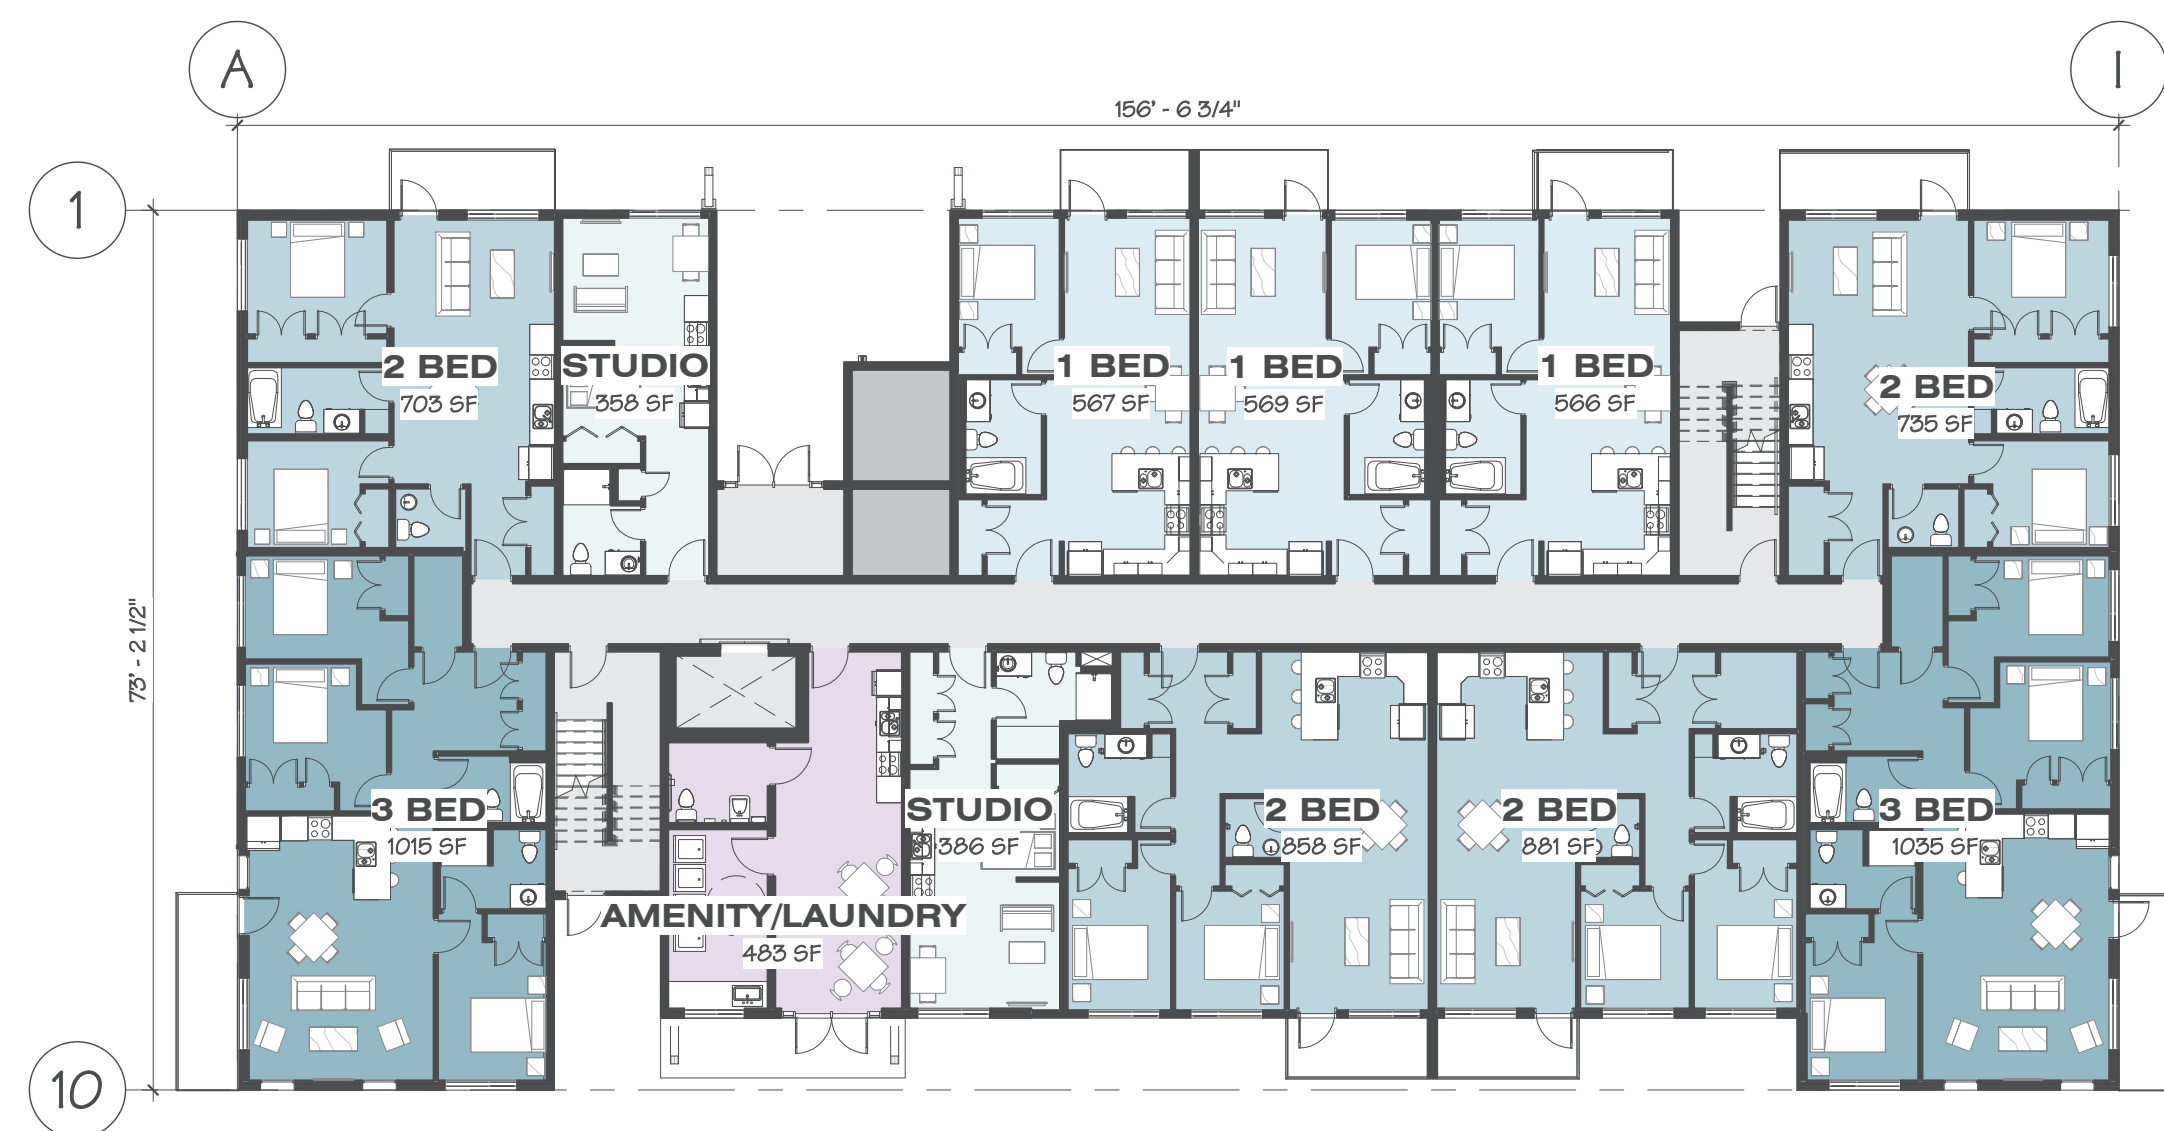 A
I
156' - 6 3/4"
1
2 BED
703 SF
STUDIO
358 SF
1 BED
567 SF
1 BED
569 SF
1 BED
566 SF
2 BED
735 SF
73' - 2 1/2"
3 BED
1015 SF
AMENITY/LAUNDRY
483 SF
STUDIO
386 SF
2 BED
858 SF
2 BED
881 SF
3 BED
1035 SF
10